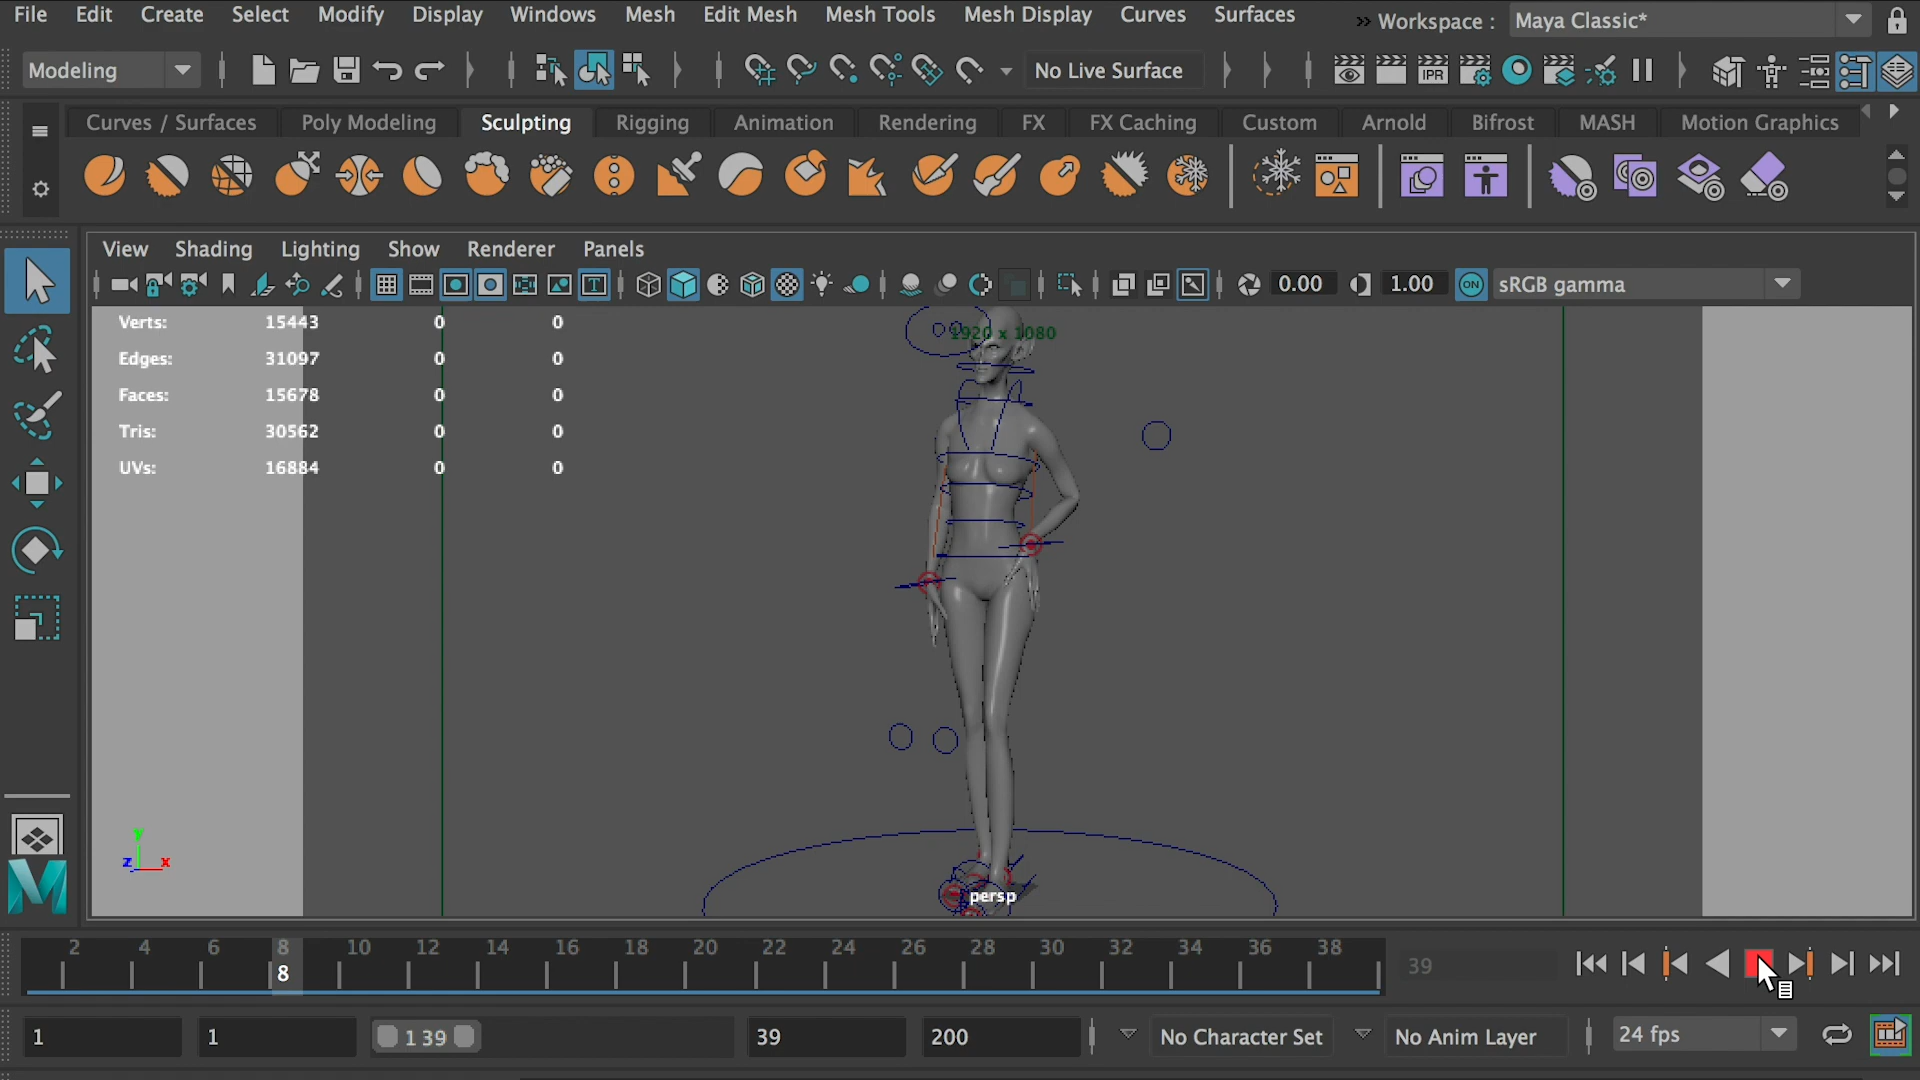 File Edit Create Select Modify Display Windows Mesh Edit Mesh Mesh Tools Mesh Display Curves Surfaces » Workspace : Maya Classic*
Modeling No Live Surface IPR
Curves / Surfaces Poly Modeling Sculpting Rigging Animation Rendering FX FX Caching Custom Arnold Bifrost MASH Motion Graphics
View Shading Lighting Show Renderer Panels
T 0.00 1.00 ON sRGB gamma
Verts: 15443 0 0
1920 x 1080
Edges: 31097 0 0
Faces: 15678 0 0
Tris: 30562 0 0
UVs: 16884 0 0
y
z x
persp
2 4 6 8 10 12 14 16 18 20 22 24 26 28 30 32 34 36 38
8 39
1 1 1 39 39 200 No Character Set No Anim Layer 24 fps